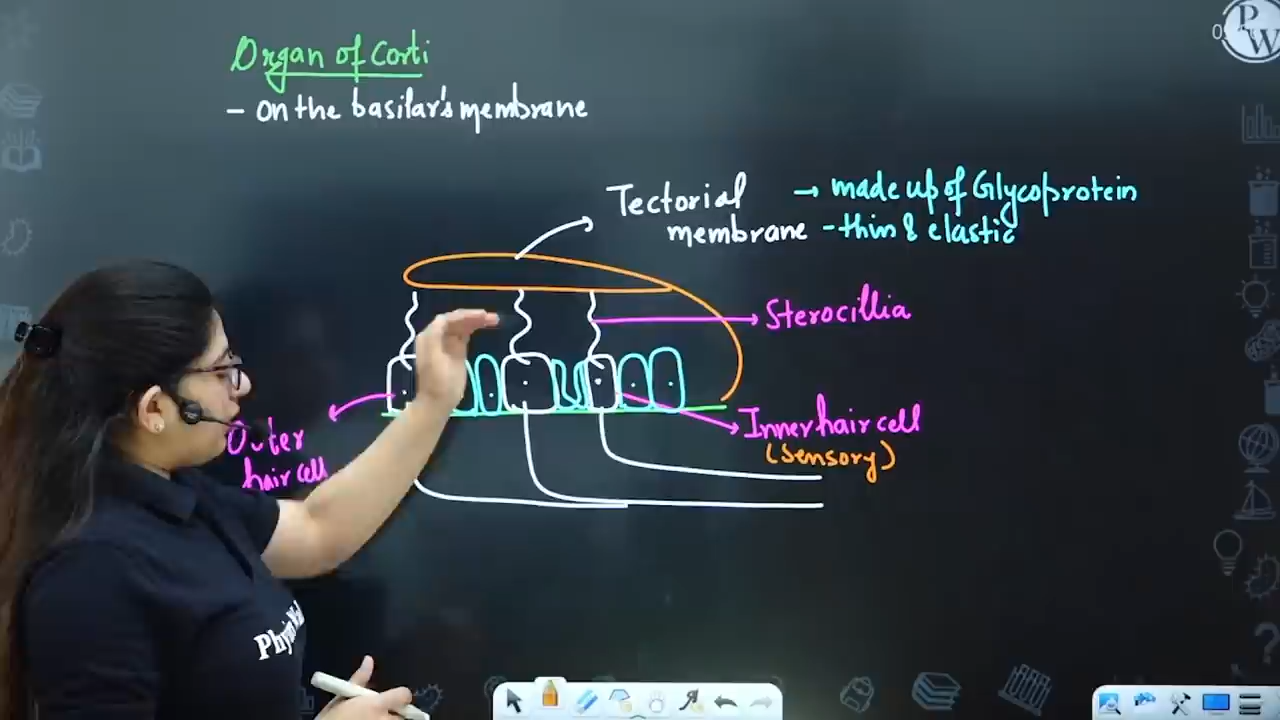 Organ of Corti
- on the basilar's membrane
Tectorial → made up of Glycoprotein
membrane - thin & elastic
Sterocillia
Outer
hair cell
Inner hair cell
(Sensory)
PW